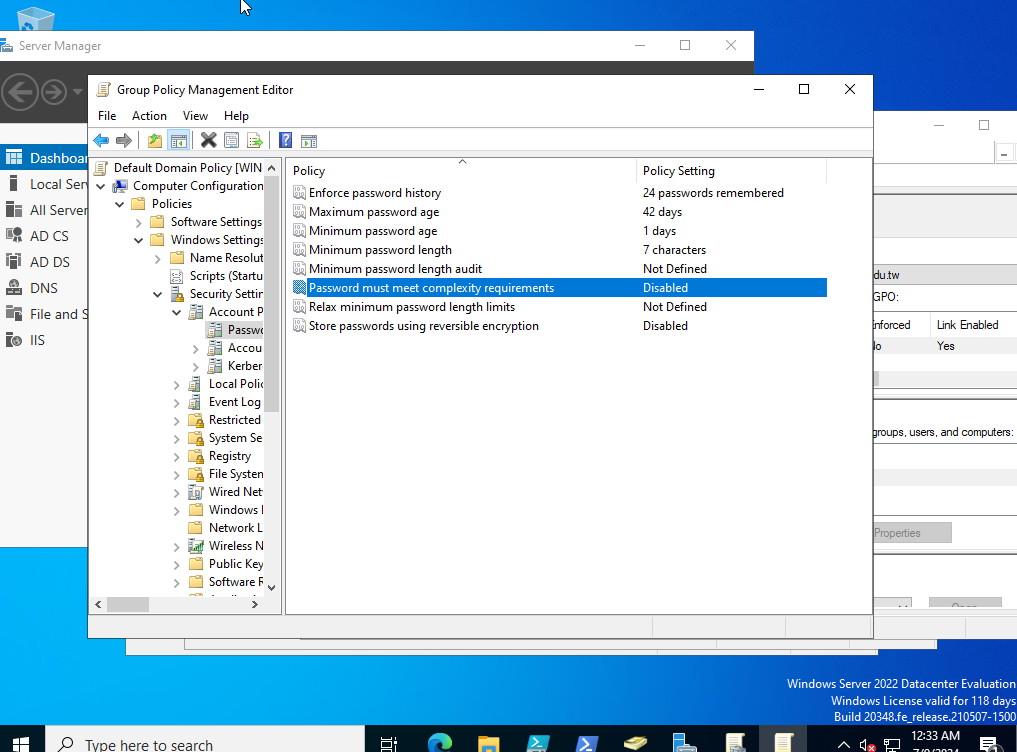 Server Manager
Group Policy Management Editor
File Action View Help
Dashboar
Local Serv
All Server
AD CS
AD DS
DNS
File and S
IIS
Default Domain Policy [WIN
Computer Configuration
Policies
Software Settings
Windows Settings
Name Resolut
Scripts (Startu
Security Settin
Account P
Passwo
Accou
Kerber
Local Polic
Event Log
Restricted
System Se
Registry
File System
Wired Net
Windows
Network L
Wireless N
Public Key
Software R
Policy Policy Setting
Enforce password history 24 passwords remembered
Maximum password age 42 days
Minimum password age 1 days
Minimum password length 7 characters
Minimum password length audit Not Defined
Password must meet complexity requirements Disabled
Relax minimum password length limits Not Defined
Store passwords using reversible encryption Disabled
du.tw
GPO:
nforced Link Enabled
No Yes
groups, users, and computers:
Properties
Open
Windows Server 2022 Datacenter Evaluation
Windows License valid for 118 days
Build 20348.fe_release.210507-1500
Type here to search
12:33 AM